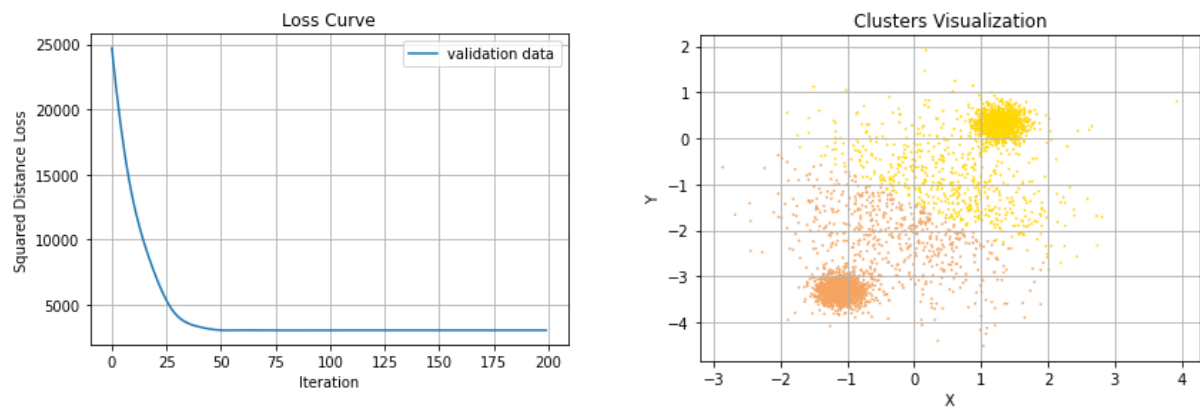 Loss Curve
25000
20000
15000
10000
5000
Squared Distance Loss
validation data
0 25 50 75 100 125 150 175 200
Iteration
Clusters Visualization
2
1
0
−1
−2
−3
−4
Y
−3 −2 −1 0 1 2 3 4
X